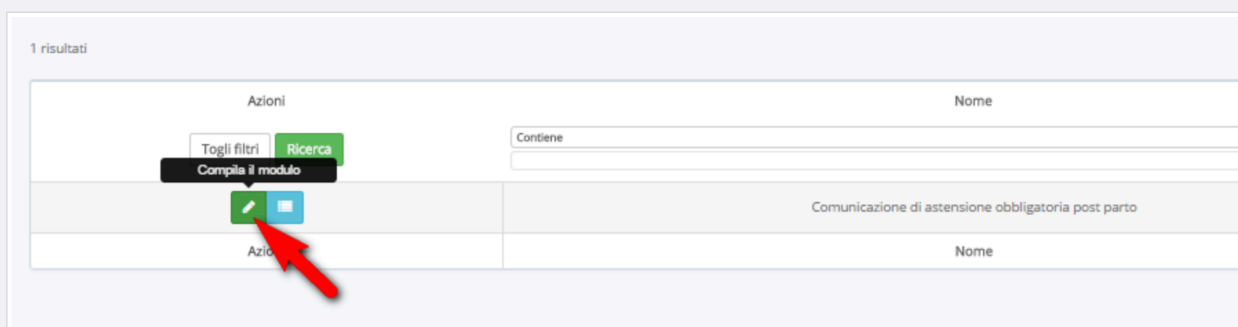 1 risultati
Azioni Nome
Togli filtri Ricerca Contiene
Compila il modulo
Comunicazione di astensione obbligatoria post parto
Nome